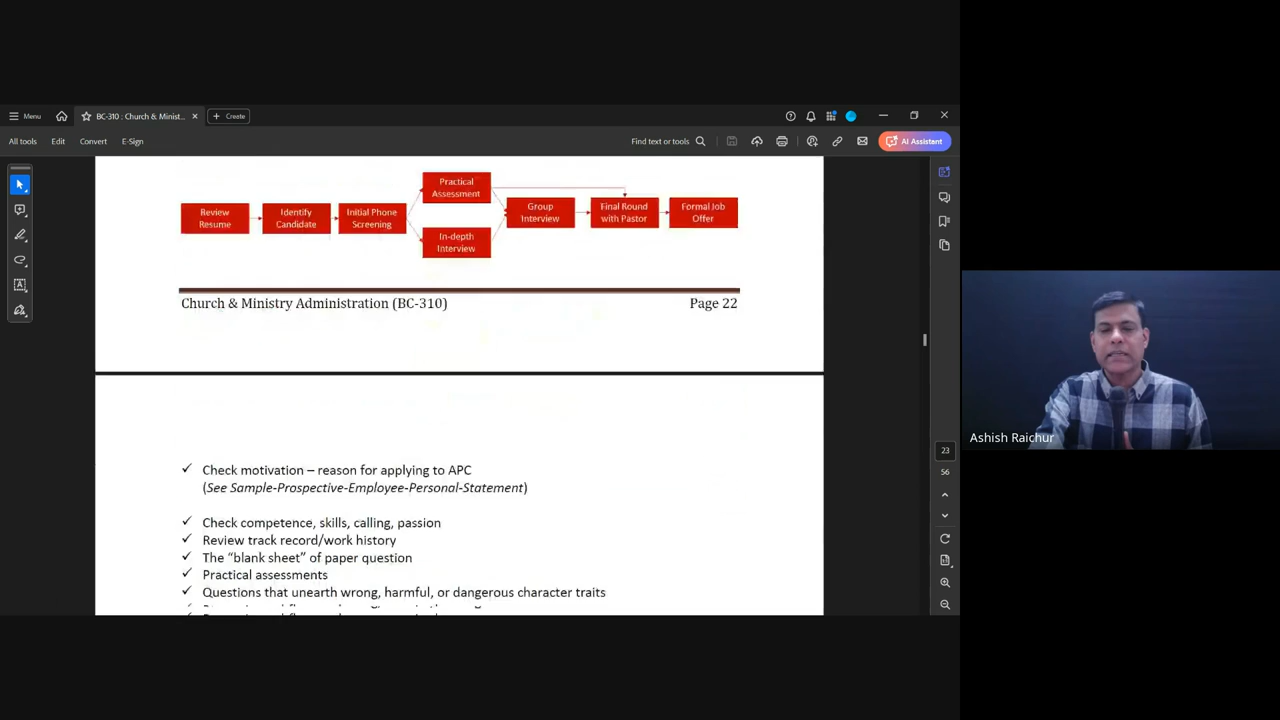 Menu
BC-310 : Church & Minist...
Create
All tools
Edit
Convert
E-Sign
Find text or tools
AI Assistant
Practical
Assessment
Review
Resume
Identify
Candidate
Initial Phone
Screening
In-depth
Interview
Group
Interview
Final Round
with Pastor
Formal Job
Offer
Church & Ministry Administration (BC-310)
Page 22
Check motivation – reason for applying to APC
(See Sample-Prospective-Employee-Personal-Statement)
Check competence, skills, calling, passion
Review track record/work history
The “blank sheet” of paper question
Practical assessments
Questions that unearth wrong, harmful, or dangerous character traits
23
56
Ashish Raichur